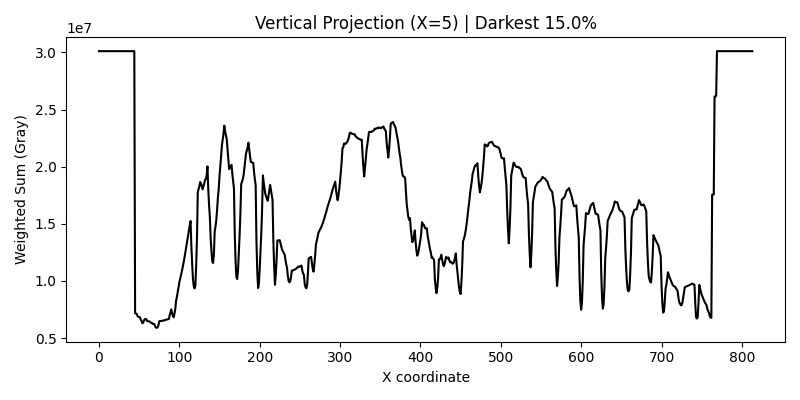 Vertical Projection (X=5) | Darkest 15.0%
1e7
3.0
2.5
2.0
1.5
1.0
0.5
Weighted Sum (Gray)
0 100 200 300 400 500 600 700 800
X coordinate